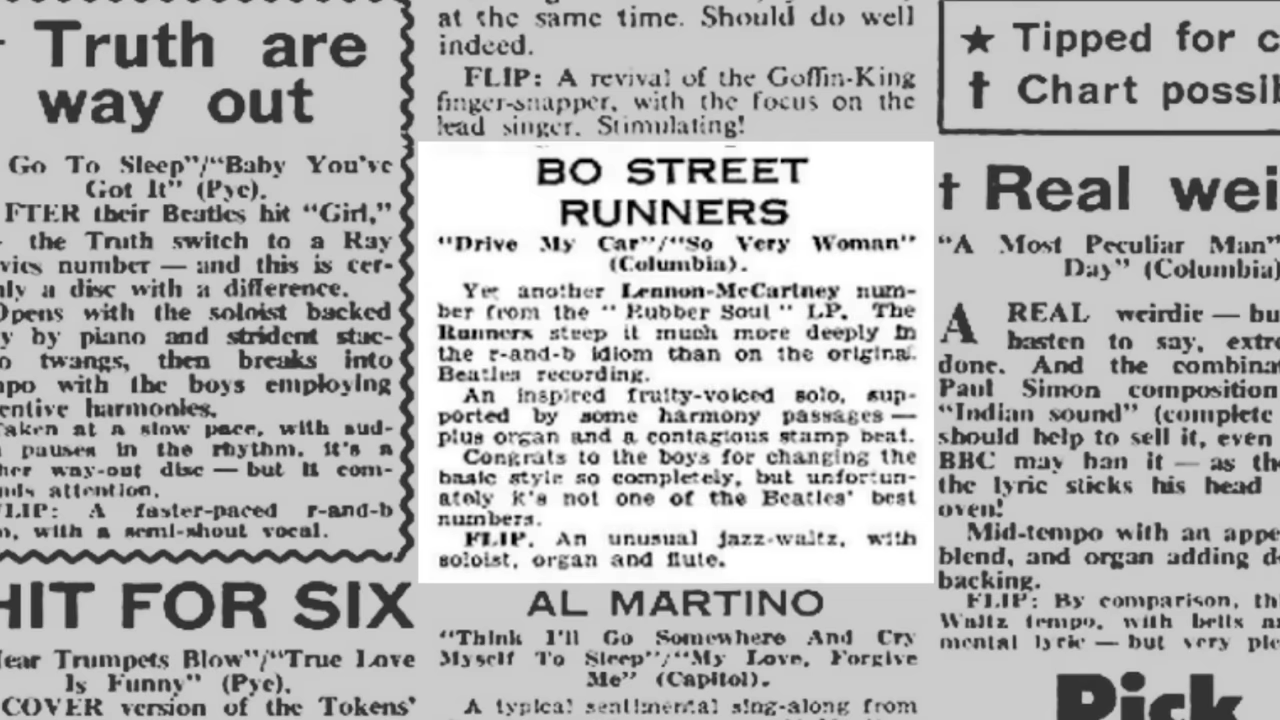 Truth are
way out
Go To Sleep"/"Baby You've
Got It" (Pye).
FTER their Beatles hit "Girl,"
the Truth switch to a Ray
vies number — and this is cer-
ly a disc with a difference.
Opens with the soloist backed
y by piano and strident stac-
o twangs, then breaks into
mpo with the boys employing
entive harmonies.
Taken at a slow pace, with sud-
pauses in the rhythm, it's a
her way-out disc — but it com-
nds attention.
FLIP: A faster-paced r-and-b
, with a semi-shout vocal.
HIT FOR SIX
ear Trumpets Blow"/"True Love
Is Funny" (Pye).
COVER version of the Tokens'
at the same time. Should do well
indeed.
FLIP: A revival of the Goffin-King
finger-snapper, with the focus on the
lead singer. Stimulating!
BO STREET
RUNNERS
"Drive My Car"/"So Very Woman"
(Columbia).
Yet another Lennon-McCartney num-
ber from the "Rubber Soul" LP. The
Runners steep it much more deeply in
the r-and-b idiom than on the original
Beatles recording.
An inspired fruity-voiced solo, sup-
ported by some harmony passages —
plus organ and a contagious stamp beat.
Congrats to the boys for changing the
basic style so completely, but unfortun-
ately it's not one of the Beatles' best
numbers.
FLIP. An unusual jazz-waltz, with
soloist, organ and flute.
AL MARTINO
"Think I'll Go Somewhere And Cry
Myself To Sleep"/"My Love, Forgive
Me" (Capitol).
A typical sentimental sing-along from
★ Tipped for c
† Chart possib
† Real wei
"A Most Peculiar Man"
Day" (Columbia)
A REAL weirdie — bu
hasten to say, extre
done. And the combina
Paul Simon composition
"Indian sound" (complete
should help to sell it, even
BBC may ban it — as the
the lyric sticks his head
oven!
Mid-tempo with an appe
blend, and organ adding d
backing.
FLIP: By comparison, th
Waltz tempo, with bells a
mental lyric — but very ple
Pick